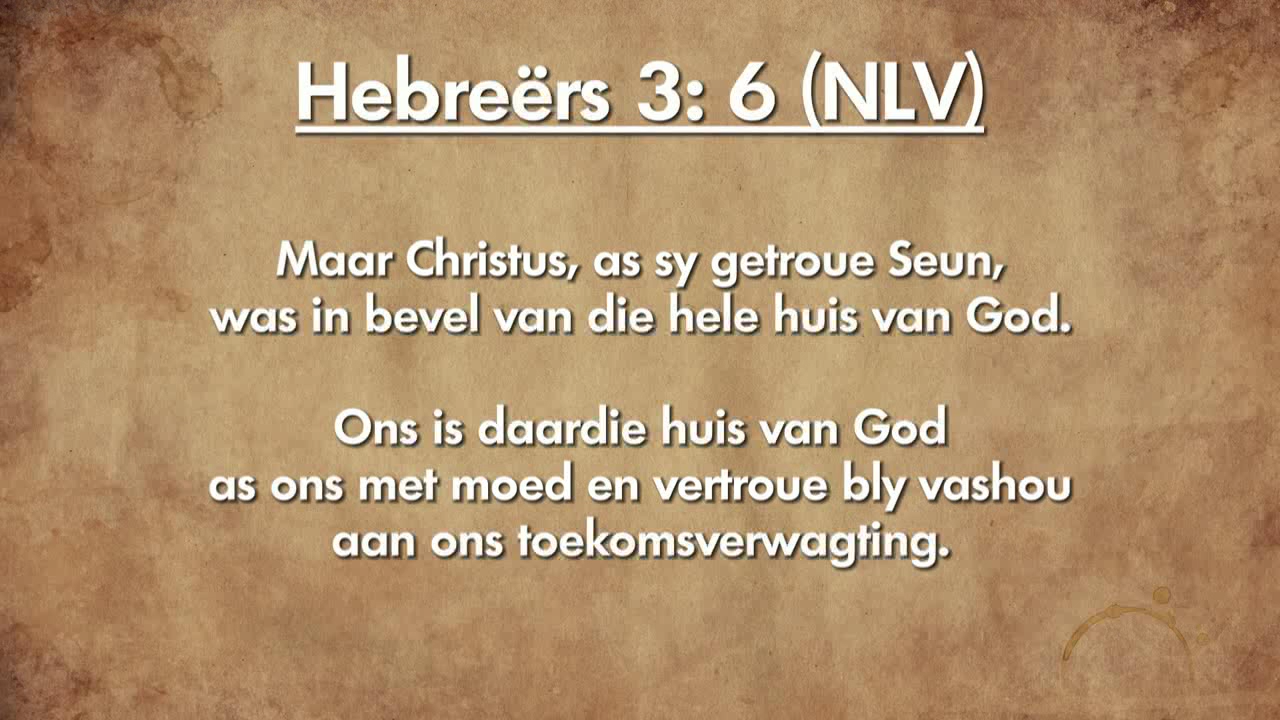 Hebreërs 3: 6 (NLV)
Maar Christus, as sy getroue Seun,
was in bevel van die hele huis van God.
Ons is daardie huis van God
as ons met moed en vertroue bly vashou
aan ons toekomsverwagting.